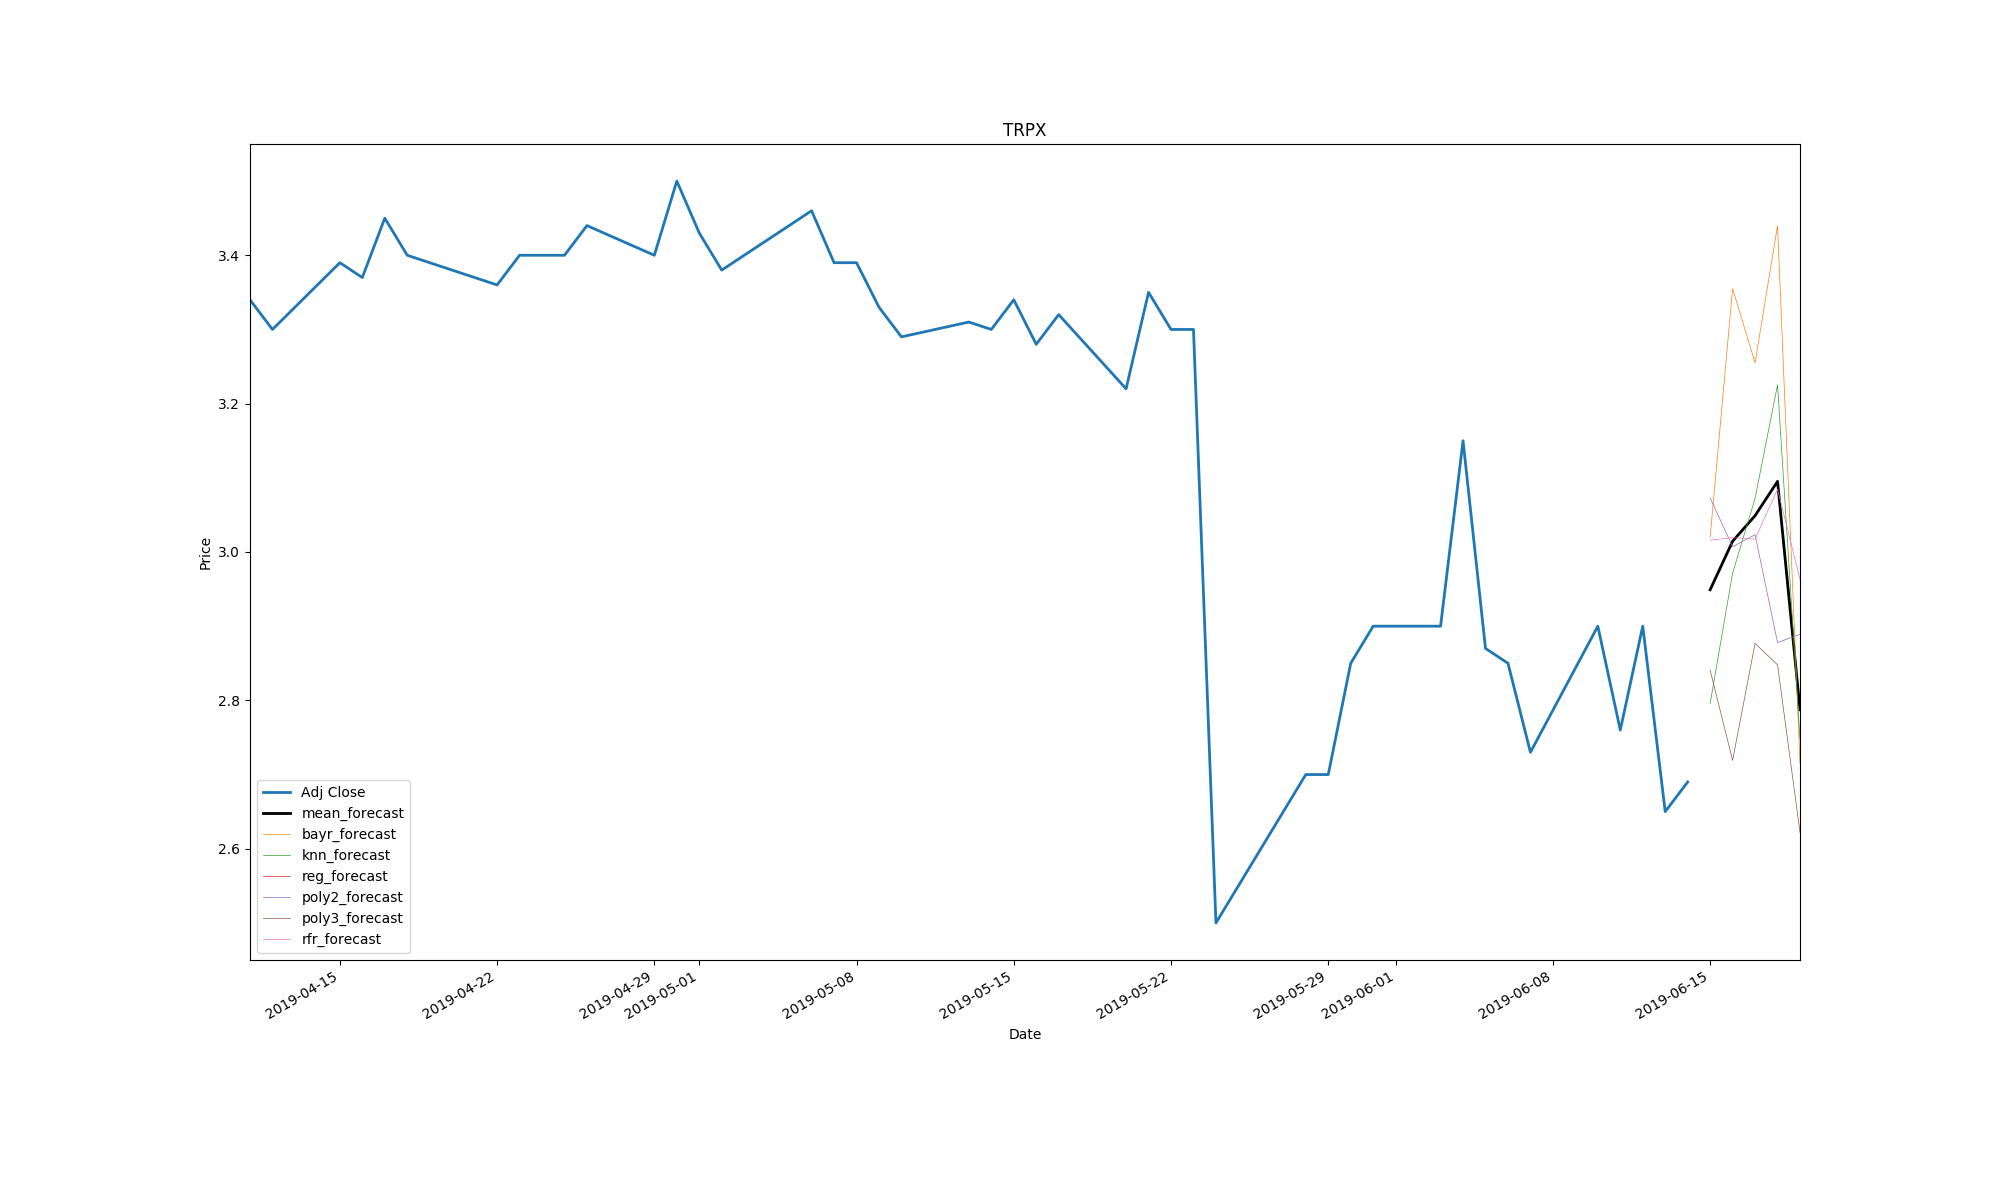 TRPX
3.4
3.2
3.0
2.8
2.6
Price
Adj Close
mean_forecast
bayr_forecast
knn_forecast
reg_forecast
poly2_forecast
poly3_forecast
rfr_forecast
2019-04-15
2019-04-22
2019-04-29
2019-05-01
2019-05-08
2019-05-15
2019-05-22
2019-05-29
2019-06-01
2019-06-08
2019-06-15
Date